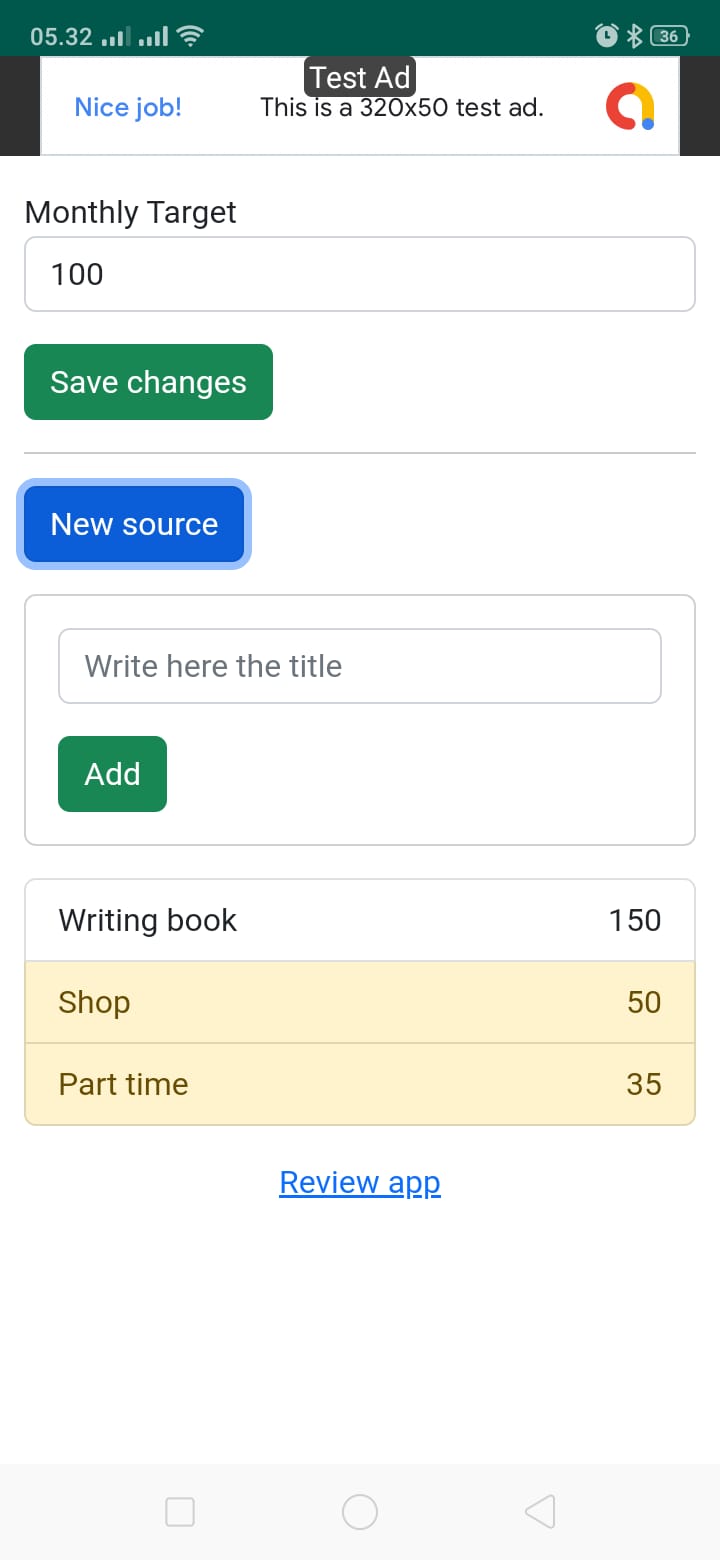 05.32
36
Test Ad
Nice job! This is a 320x50 test ad.
Monthly Target
100
Save changes
New source
Write here the title
Add
Writing book 150
Shop 50
Part time 35
Review app